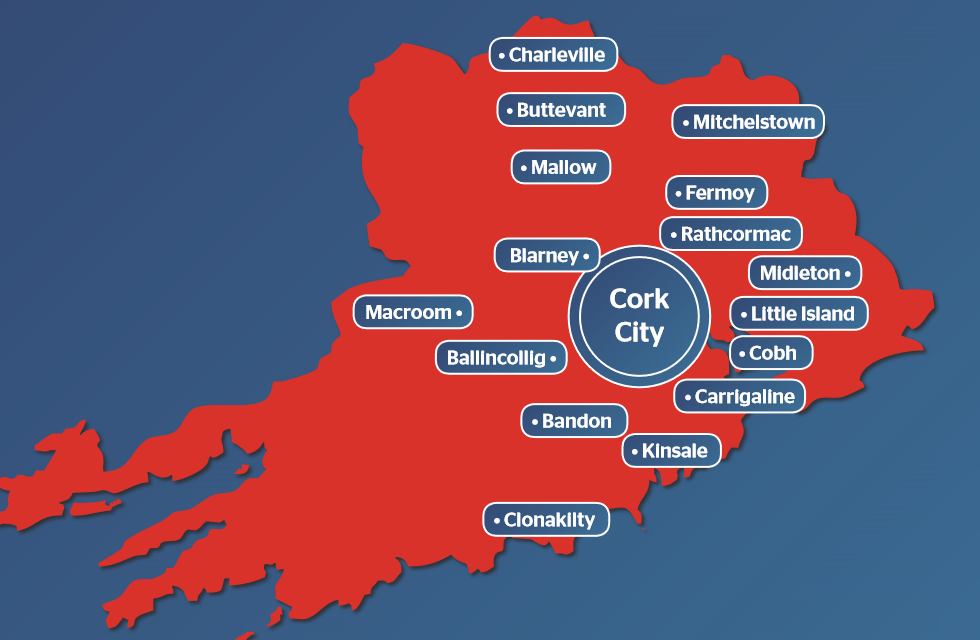 Charleville
Buttevant
Mitchelstown
Mallow
Fermoy
Rathcormac
Blarney
Midleton
Cork
City
Macroom
Little Island
Ballincollig
Cobh
Carrigaline
Bandon
Kinsale
Clonakilty